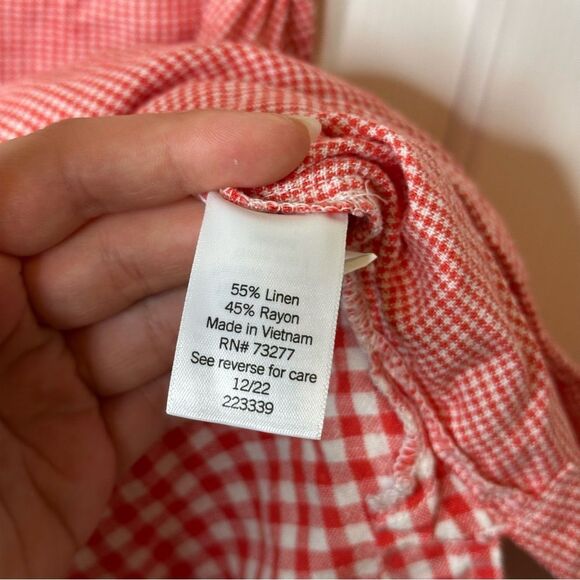 55% Linen
45% Rayon
Made in Vietnam
RN# 73277
See reverse for care
12/22
223339